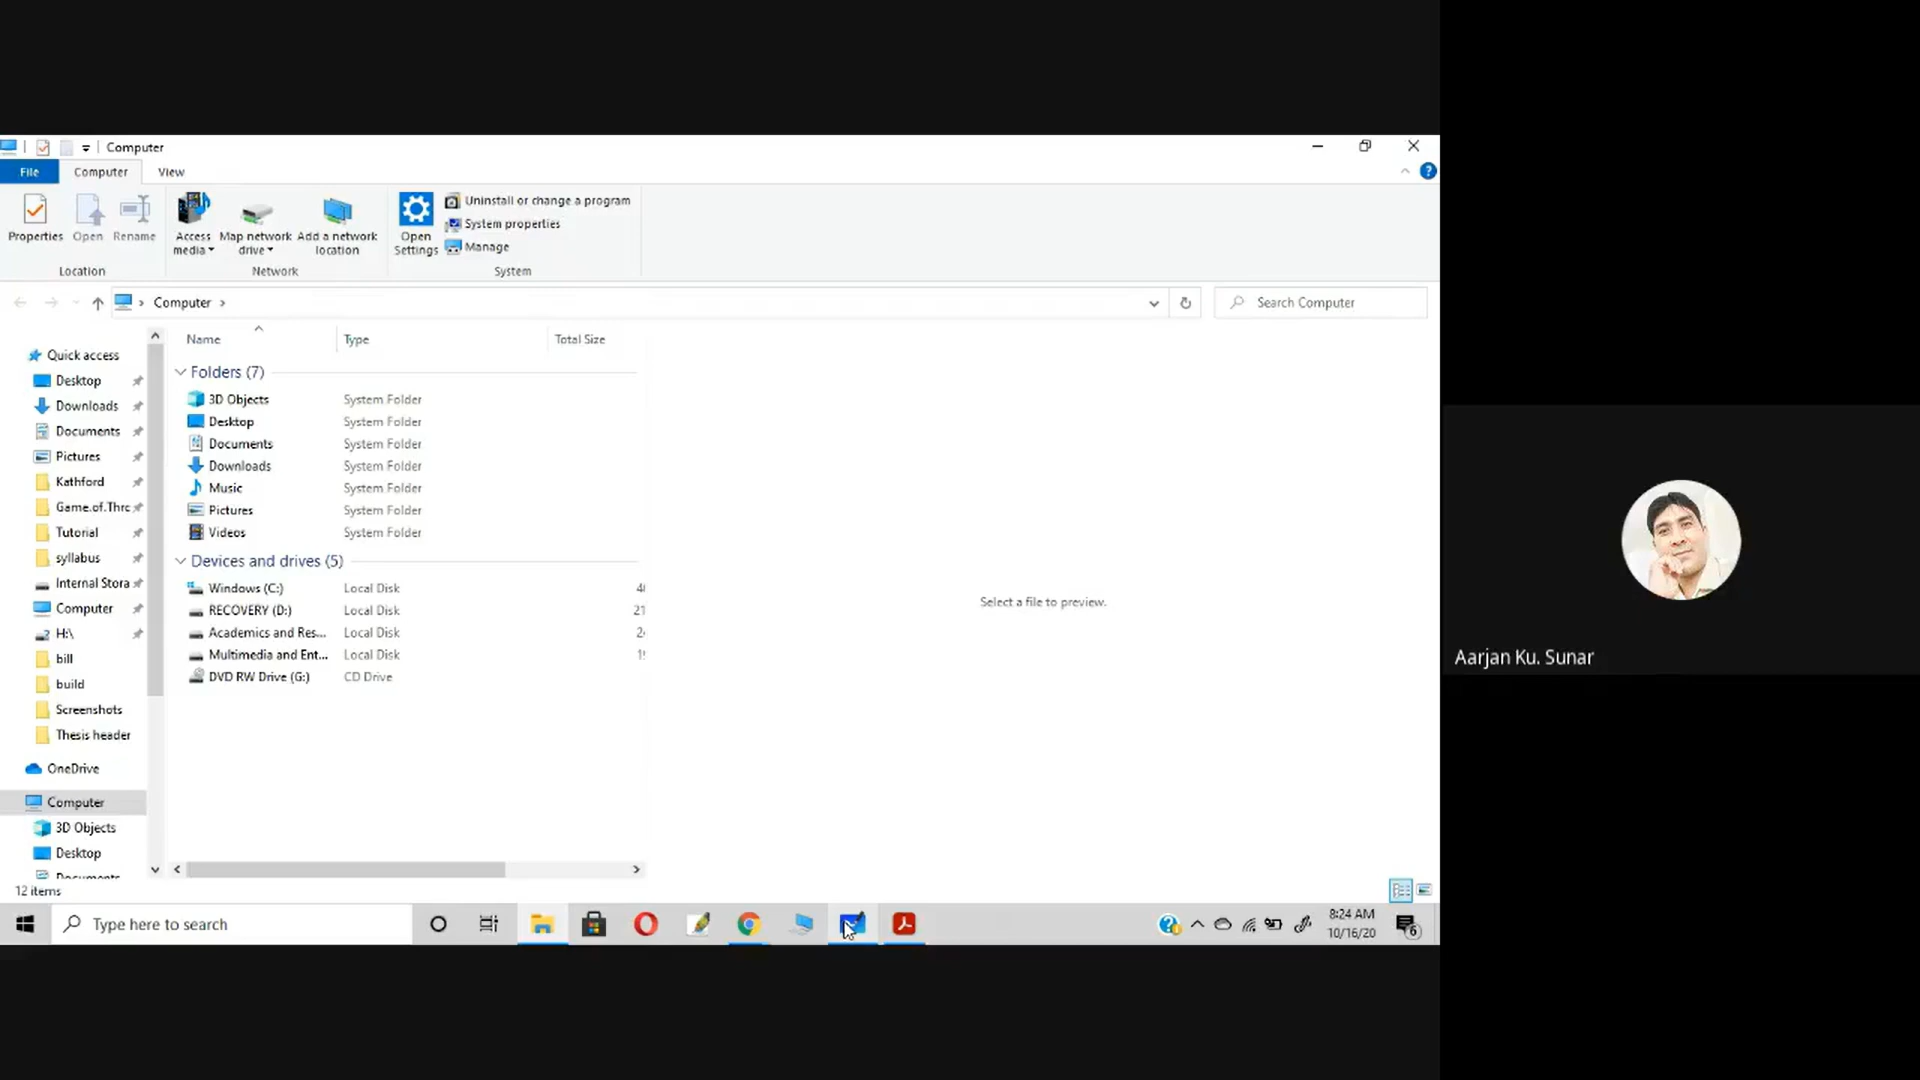 Computer
File Computer View
Properties Open Rename Access media Map network drive Add a network location Open Settings Uninstall or change a program
System properties
Manage
Location Network System
Computer
Search Computer
Quick access
Desktop
Downloads
Documents
Pictures
Kathford
Game.of.Thrc
Tutorial
syllabus
Internal Stora
Computer
H:\
bill
build
Screenshots
Thesis header
OneDrive
Computer
3D Objects
Desktop
Documents
Name Type Total Size
Folders (7)
3D Objects System Folder
Desktop System Folder
Documents System Folder
Downloads System Folder
Music System Folder
Pictures System Folder
Videos System Folder
Devices and drives (5)
Windows (C:) Local Disk
RECOVERY (D:) Local Disk 21
Academics and Res... Local Disk
Multimedia and Ent... Local Disk
DVD RW Drive (G:) CD Drive
Select a file to preview.
12 items
Type here to search
8:24 AM
10/16/20
6
Aarjan Ku. Sunar